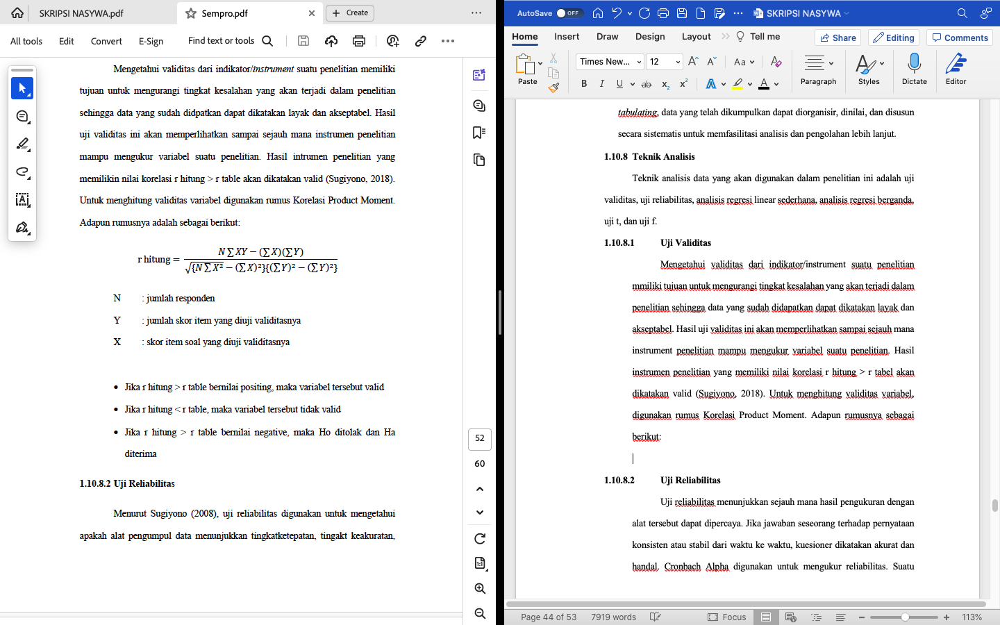 SKRIPSI NASYWA.pdf
Sempro.pdf
Create
All tools
Edit
Convert
E-Sign
Find text or tools
Mengetahui validitas dari indikator/instrument suatu penelitian memiliki
tujuan untuk mengurangi tingkat kesalahan yang akan terjadi dalam penelitian
sehingga data yang sudah didpatkan dapat dikatakan layak dan akseptabel. Hasil
uji validitas ini akan memperlihatkan sampai sejauh mana instrumen penelitian
mampu mengukur variabel suatu penelitian. Hasil intrumen penelitian yang
memilikin nilai korelasi r hitung > r table akan dikatakan valid (Sugiyono, 2018).
Untuk menghitung validitas variabel digunakan rumus Korelasi Product Moment.
Adapun rumusnya adalah sebagai berikut:
r hitung = N ∑ XY − (∑ X)(∑ Y)
√{N ∑ X² − (∑ X)²}{(∑ Y)² − (∑ Y)²}
N : jumlah responden
Y : jumlah skor item yang diuji validitasnya
X : skor item soal yang diuji validitasnya
• Jika r hitung > r table bernilai positing, maka variabel tersebut valid
• Jika r hitung < r table, maka variabel tersebut tidak valid
• Jika r hitung > r table bernilai negative, maka Ho ditolak dan Ha
diterima
1.10.8.2 Uji Reliabilitas
Menurut Sugiyono (2008), uji reliabilitas digunakan untuk mengetahui
apakah alat pengumpul data menunjukkan tingkatketepatan, tingakt keakuratan,
52
60
1:1
AutoSave OFF
SKRIPSI NASYWA
Home
Insert
Draw
Design
Layout
Tell me
Share
Editing
Comments
Paste
Times New...
12
A A Aa A
B I U ab x₂ x² A A
Paragraph
Styles
Dictate
Editor
tabulating, data yang telah dikumpulkan dapat diorganisir, dinilai, dan disusun
secara sistematis untuk memfasilitasi analisis dan pengolahan lebih lanjut.
1.10.8 Teknik Analisis
Teknik analisis data yang akan digunakan dalam penelitian ini adalah uji
validitas, uji reliabilitas, analisis regresi linear sederhana, analisis regresi berganda,
uji t, dan uji f.
1.10.8.1 Uji Validitas
Mengetahui validitas dari indikator/instrument suatu penelitian
mmiliki tujuan untuk mengurangi tingkat kesalahan yang akan terjadi dalam
penelitian sehingga data yang sudah didapatkan dapat dikatakan layak dan
akseptabel. Hasil uji validitas ini akan memperlihatkan sampai sejauh mana
instrument penelitian mampu mengukur variabel suatu penelitian. Hasil
instrumen penelitian yang memiliki nilai korelasi r hitung > r tabel akan
dikatakan valid (Sugiyono, 2018). Untuk menghitung validitas variabel,
digunakan rumus Korelasi Product Moment. Adapun rumusnya sebagai
berikut:
1.10.8.2 Uji Reliabilitas
Uji reliabilitas menunjukkan sejauh mana hasil pengukuran dengan
alat tersebut dapat dipercaya. Jika jawaban seseorang terhadap pernyataan
konsisten atau stabil dari waktu ke waktu, kuesioner dikatakan akurat dan
handal. Cronbach Alpha digunakan untuk mengukur reliabilitas. Suatu
Page 44 of 53
7919 words
Focus
113%